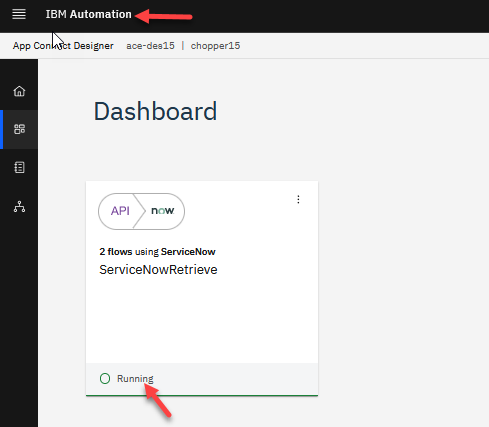 IBM Automation
App Connect Designer ace-des15 | chopper15
Dashboard
API now
2 flows using ServiceNow
ServiceNowRetrieve
Running